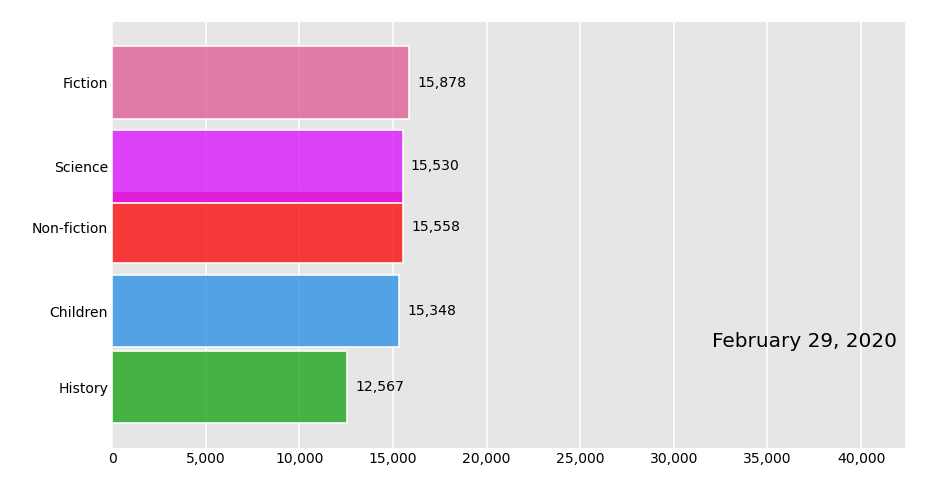 Fiction 15,878
Science 15,530
Non-fiction 15,558
Children 15,348
February 29, 2020
History 12,567
0 5,000 10,000 15,000 20,000 25,000 30,000 35,000 40,000